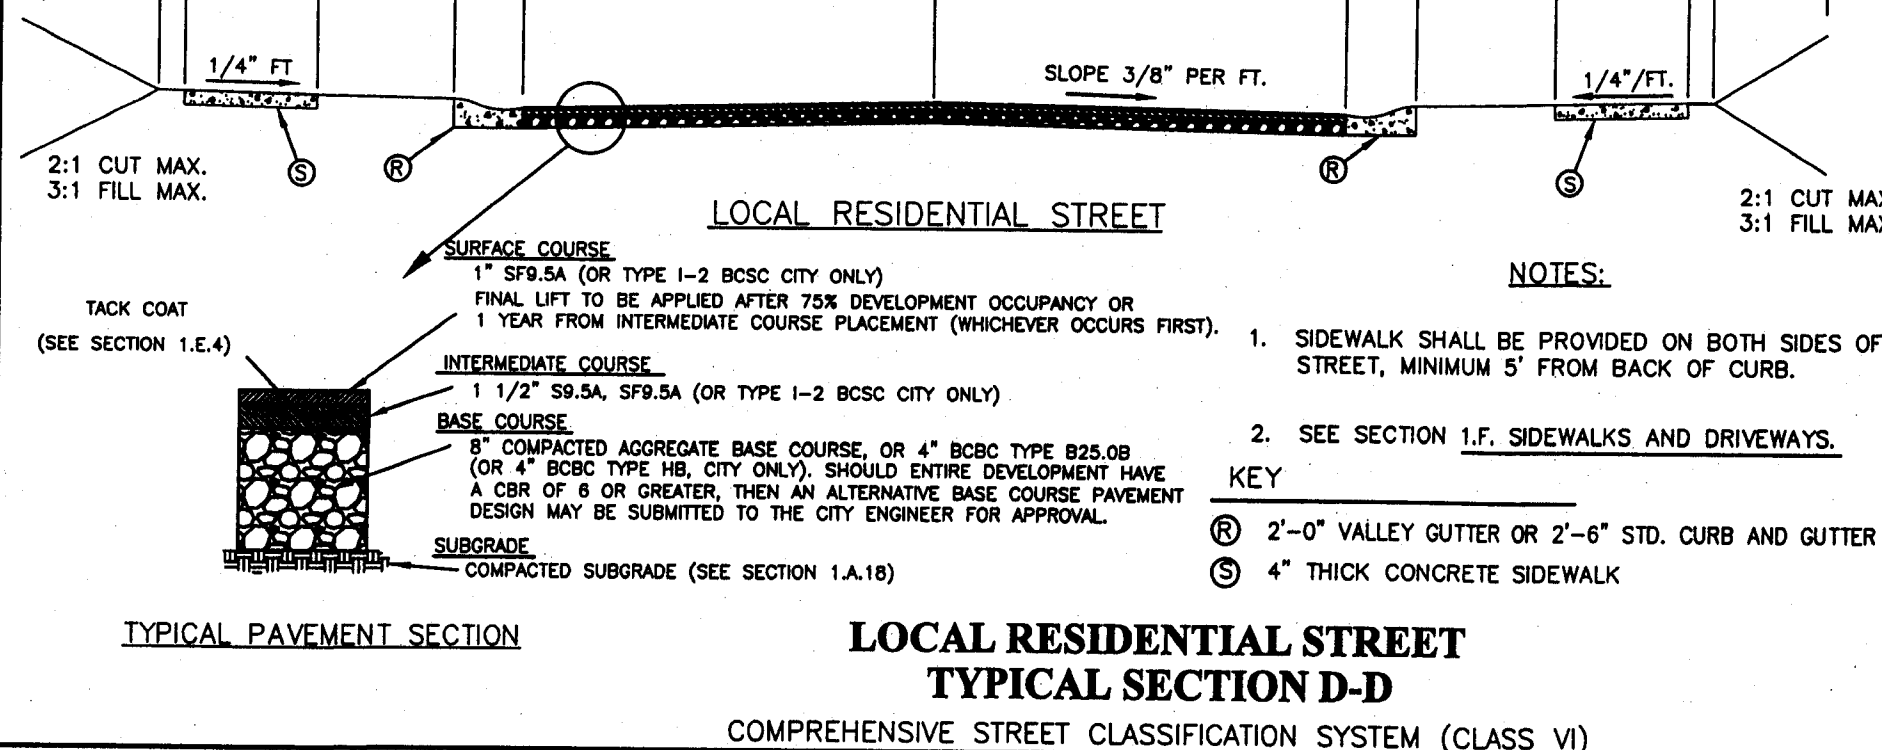 1/4" FT
SLOPE 3/8" PER FT.
1/4"/FT.
2:1 CUT MAX.
3:1 FILL MAX.
S
R
R
S
2:1 CUT MAX
3:1 FILL MAX
LOCAL RESIDENTIAL STREET
SURFACE COURSE
1" SF9.5A (OR TYPE I-2 BCSC CITY ONLY)
FINAL LIFT TO BE APPLIED AFTER 75% DEVELOPMENT OCCUPANCY OR
1 YEAR FROM INTERMEDIATE COURSE PLACEMENT (WHICHEVER OCCURS FIRST).
TACK COAT
(SEE SECTION 1.E.4)
INTERMEDIATE COURSE
1 1/2" S9.5A, SF9.5A (OR TYPE I-2 BCSC CITY ONLY)
BASE COURSE
8" COMPACTED AGGREGATE BASE COURSE, OR 4" BCBC TYPE B25.0B
(OR 4" BCBC TYPE HB, CITY ONLY). SHOULD ENTIRE DEVELOPMENT HAVE
A CBR OF 6 OR GREATER, THEN AN ALTERNATIVE BASE COURSE PAVEMENT
DESIGN MAY BE SUBMITTED TO THE CITY ENGINEER FOR APPROVAL.
SUBGRADE
COMPACTED SUBGRADE (SEE SECTION 1.A.18)
TYPICAL PAVEMENT SECTION
NOTES:
1. SIDEWALK SHALL BE PROVIDED ON BOTH SIDES OF
STREET, MINIMUM 5' FROM BACK OF CURB.
2. SEE SECTION 1.F. SIDEWALKS AND DRIVEWAYS.
KEY
R 2'-0" VALLEY GUTTER OR 2'-6" STD. CURB AND GUTTER
S 4" THICK CONCRETE SIDEWALK
LOCAL RESIDENTIAL STREET
TYPICAL SECTION D-D
COMPREHENSIVE STREET CLASSIFICATION SYSTEM (CLASS VI)